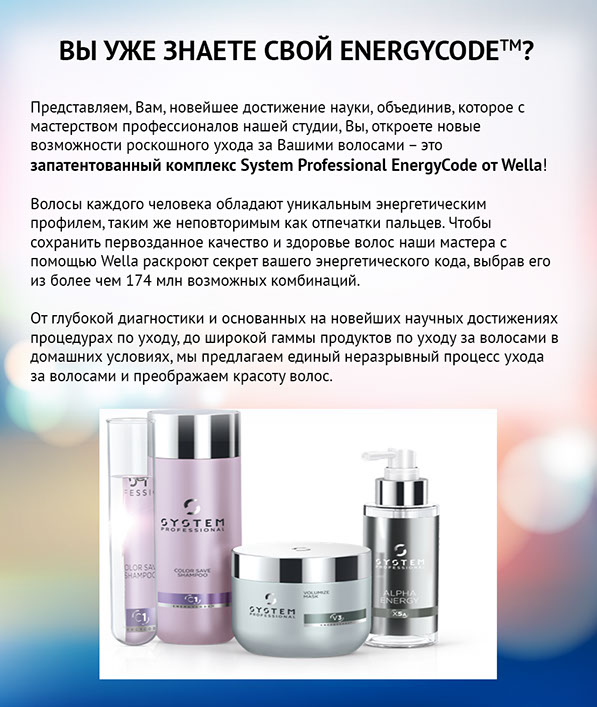 ВЫ УЖЕ ЗНАЕТЕ СВОЙ ENERGYCODE™?
Представляем, Вам, новейшее достижение науки, объединив, которое с
мастерством профессионалов нашей студии, Вы, откроете новые
возможности роскошного ухода за Вашими волосами – это
запатентованный комплекс System Professional EnergyCode от Wella!
Волосы каждого человека обладают уникальным энергетическим
профилем, таким же неповторимым как отпечатки пальцев. Чтобы
сохранить первозданное качество и здоровье волос наши мастера с
помощью Wella раскроют секрет вашего энергетического кода, выбрав его
из более чем 174 млн возможных комбинаций.
От глубокой диагностики и основанных на новейших научных достижениях
процедурах по уходу, до широкой гаммы продуктов по уходу за волосами в
домашних условиях, мы предлагаем единый неразрывный процесс ухода
за волосами и преображаем красоту волос.
OLOR SAVE
SHAMPOO
C1
SYSTEM
PROFESSIONAL
COLOR SAVE
SHAMPOO
C1
SYSTEM
PROFESSIONAL
VOLUMIZE
MASK
V3
SYSTEM
PROFESSIONAL
ALPHA
ENERGY